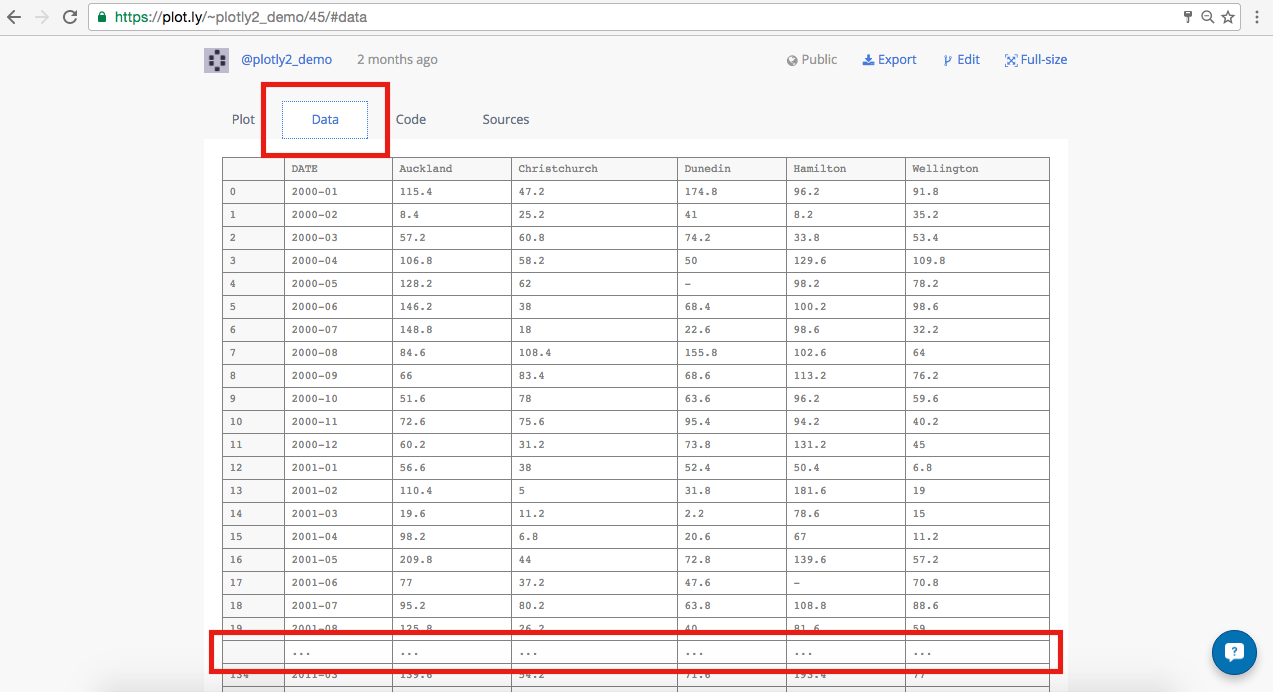 https://plot.ly/~plotly2_demo/45/#data
@plotly2_demo 2 months ago Public Export Edit Full-size
Plot Data Code Sources
DATE Auckland Christchurch Dunedin Hamilton Wellington
0 2000-01 115.4 47.2 174.8 96.2 91.8
1 2000-02 8.4 25.2 41 8.2 35.2
2 2000-03 57.2 60.8 74.2 33.8 53.4
3 2000-04 106.8 58.2 50 129.6 109.8
4 2000-05 128.2 62 - 98.2 78.2
5 2000-06 146.2 38 68.4 100.2 98.6
6 2000-07 148.8 18 22.6 98.6 32.2
7 2000-08 84.6 108.4 155.8 102.6 64
8 2000-09 66 83.4 68.6 113.2 76.2
9 2000-10 51.6 78 63.6 96.2 59.6
10 2000-11 72.6 75.6 95.4 94.2 40.2
11 2000-12 60.2 31.2 73.8 131.2 45
12 2001-01 56.6 38 52.4 50.4 6.8
13 2001-02 110.4 5 31.8 181.6 19
14 2001-03 19.6 11.2 2.2 78.6 15
15 2001-04 98.2 6.8 20.6 67 11.2
16 2001-05 209.8 44 72.8 139.6 57.2
17 2001-06 77 37.2 47.6 - 70.8
18 2001-07 95.2 80.2 63.8 108.8 88.6
19 2001-08 125.8 26.2 40 81.6 59
... ... ... ... ... ...
134 2011-03 139.6 54.2 71.6 193.4 77